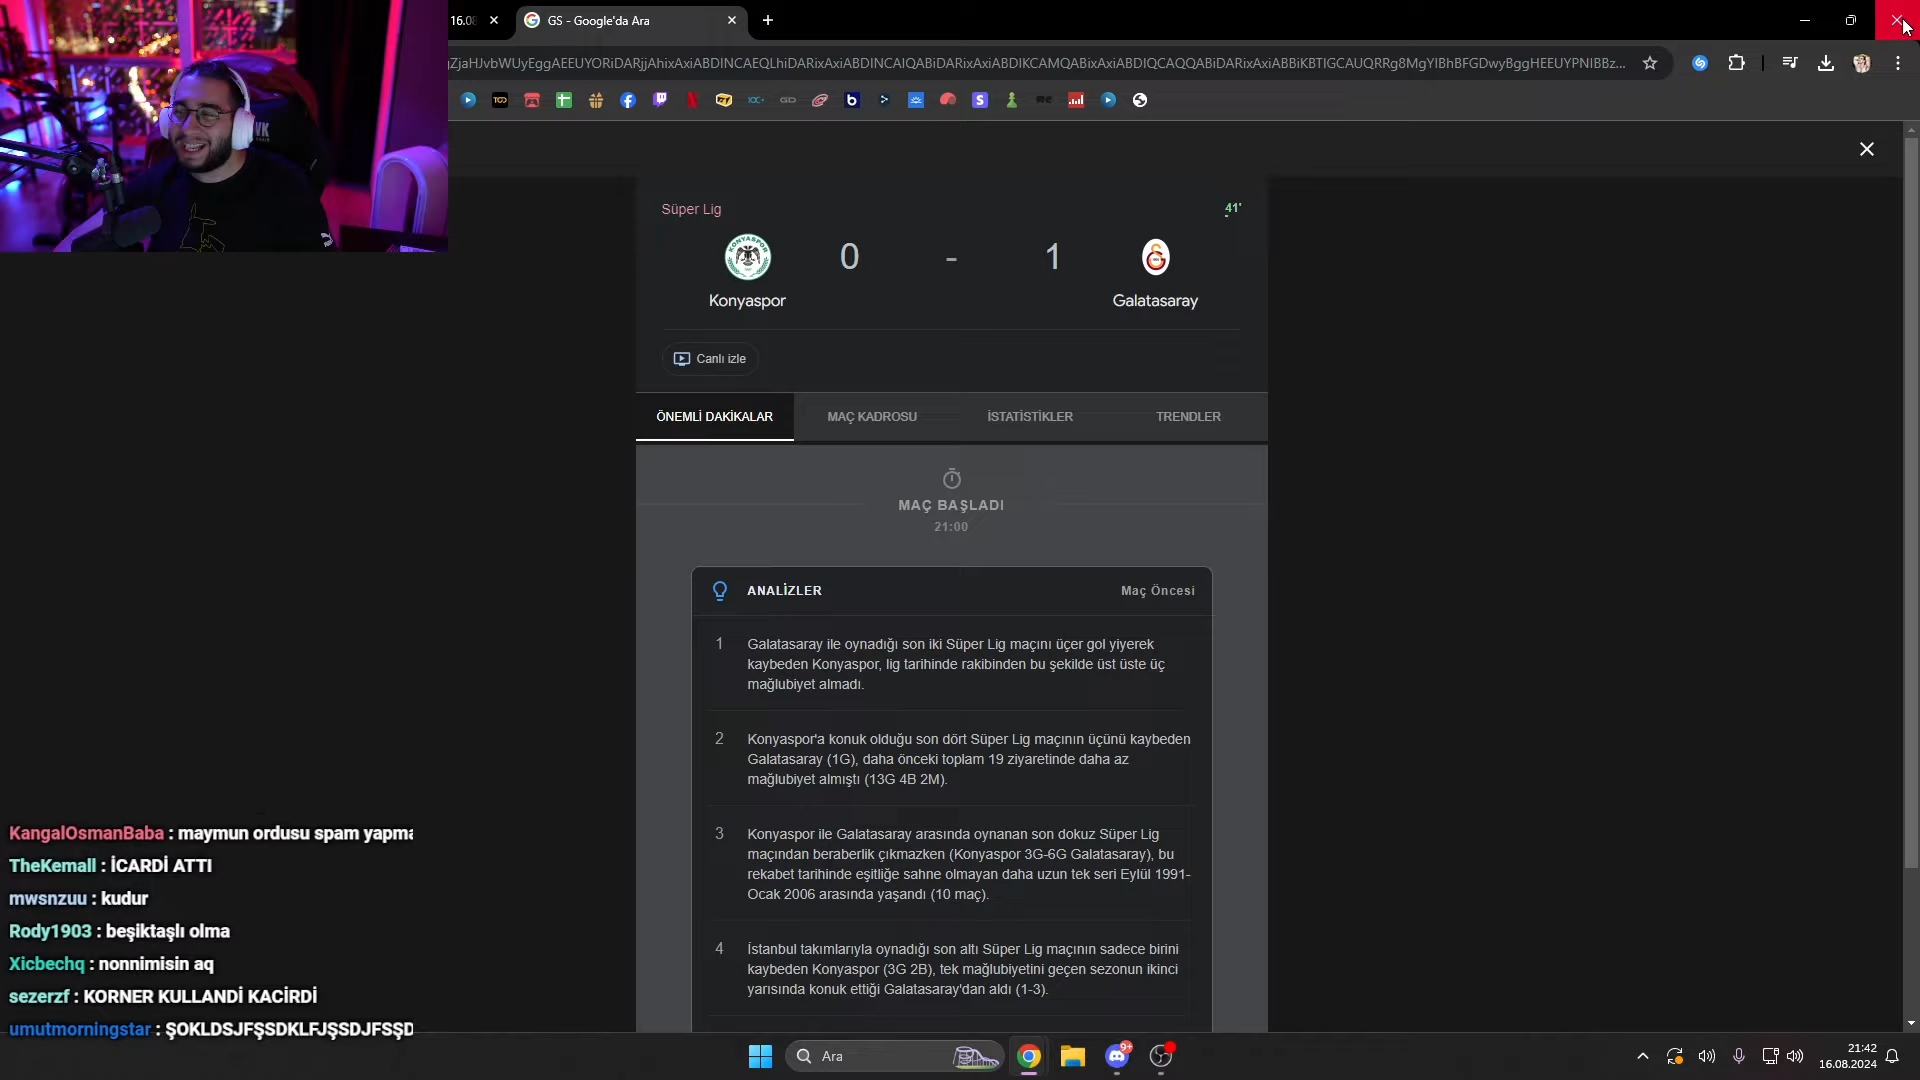 16.08
GS - Google'da Ara
gZjaHJvbWUyEggAEEUYORiDARjjAhixAxiABDINCAEQLhiDARixAxiABDINCAIQABiDARixAxiABDIKCAMQABixAxiABDIQCAQQABiDARixAxiABBiKBTIGCAUQRRg8MgYIBhBFGDwyBggHEEUYPNIBBz...
Süper Lig
41'
0 - 1
Konyaspor
Galatasaray
Canlı izle
ÖNEMLİ DAKİKALAR
MAÇ KADROSU
İSTATİSTİKLER
TRENDLER
MAÇ BAŞLADI
21:00
ANALİZLER
Maç Öncesi
1
Galatasaray ile oynadığı son iki Süper Lig maçını üçer gol yiyerek
kaybeden Konyaspor, lig tarihinde rakibinden bu şekilde üst üste üç
mağlubiyet almadı.
2
Konyaspor'a konuk olduğu son dört Süper Lig maçının üçünü kaybeden
Galatasaray (1G), daha önceki toplam 19 ziyaretinde daha az
mağlubiyet almıştı (13G 4B 2M).
3
Konyaspor ile Galatasaray arasında oynanan son dokuz Süper Lig
maçından beraberlik çıkmazken (Konyaspor 3G-6G Galatasaray), bu
rekabet tarihinde eşitliğe sahne olmayan daha uzun tek seri Eylül 1991-
Ocak 2006 arasında yaşandı (10 maç).
4
İstanbul takımlarıyla oynadığı son altı Süper Lig maçının sadece birini
kaybeden Konyaspor (3G 2B), tek mağlubiyetini geçen sezonun ikinci
yarısında konuk ettiği Galatasaray'dan aldı (1-3).
KangalOsmanBaba : maymun ordusu spam yapma
TheKemall : İCARDİ ATTI
mwsnzuu : kudur
Rody1903 : beşiktaşlı olma
Xicbechq : nonnimisin aq
sezerzf : KORNER KULLANDİ KACİRDİ
umutmorningstar : ŞOKLDSJFŞSDKLFJŞSDJFSŞD
Ara
9+
21:42
16.08.2024